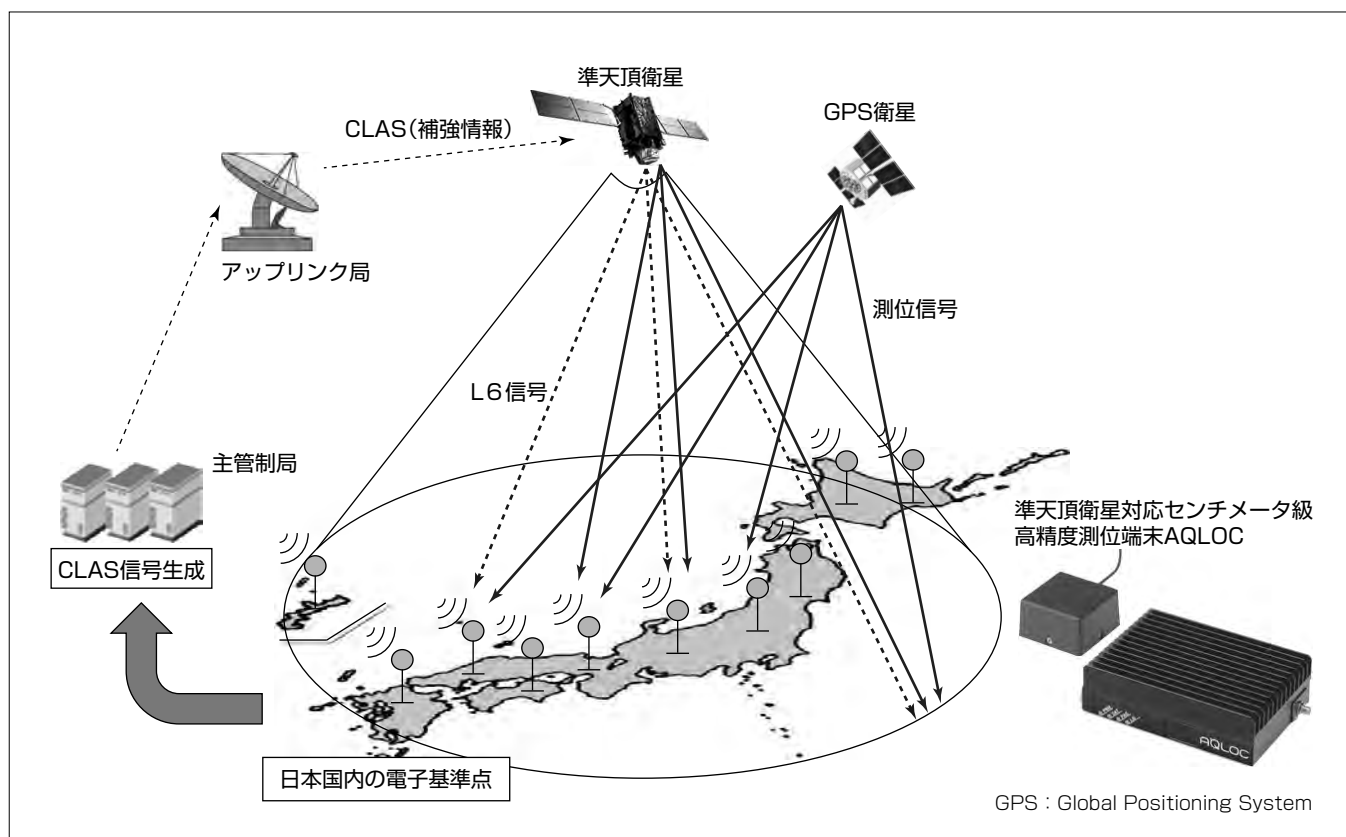 準天頂衛星
GPS衛星
CLAS(補強情報)
アップリンク局
測位信号
L6信号
主管制局
CLAS信号生成
準天頂衛星対応センチメータ級
高精度測位端末AQLOC
AQLOC
日本国内の電子基準点
GPS:Global Positioning System